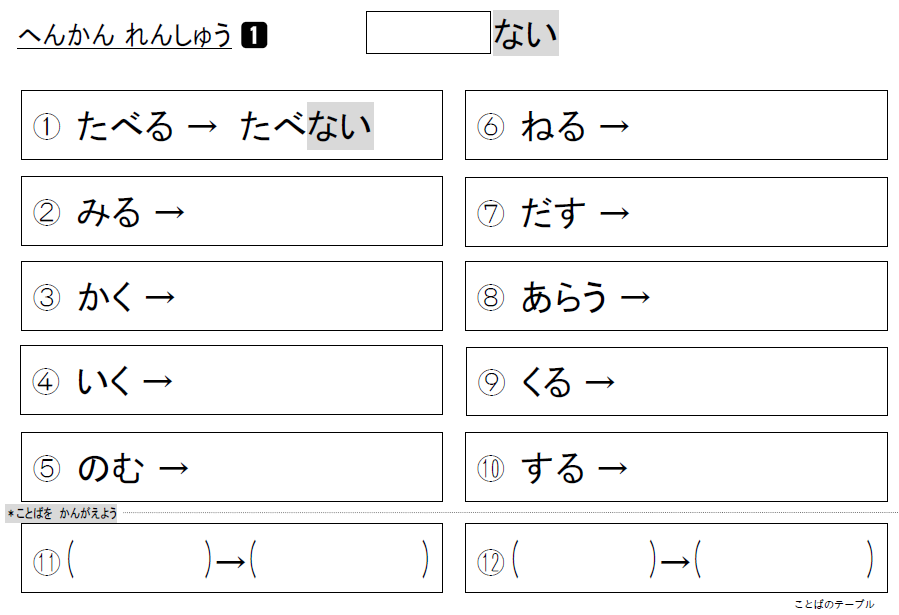 へんかん れんしゅう 1
ない
① たべる → たべない
② みる →
③ かく →
④ いく →
⑤ のむ →
⑥ ねる →
⑦ だす →
⑧ あらう →
⑨ くる →
⑩ する →
*ことばを かんがえよう
⑪ (　　　)→(　　　)
⑫ (　　　)→(　　　)
ことばのテーブル